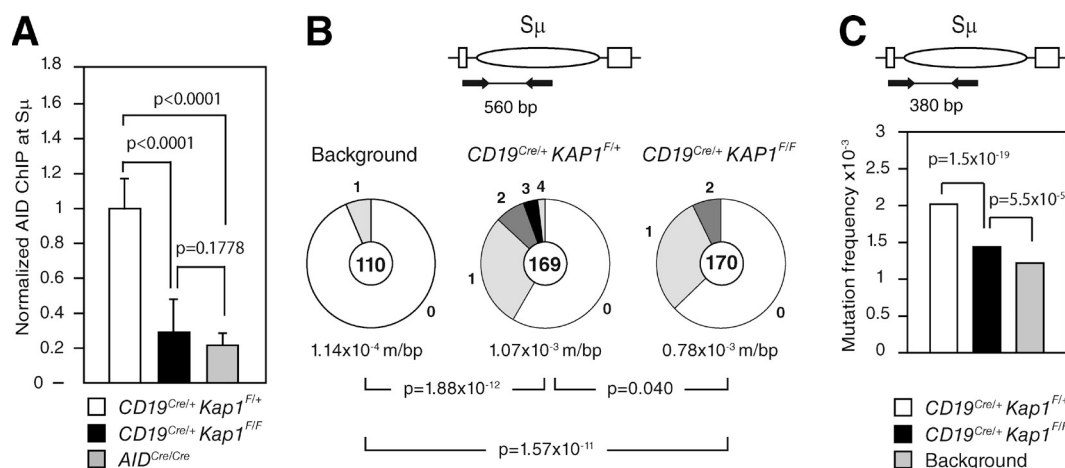 A
Normalized AID ChIP at Sμ
1.8
1.6
1.4
1.2
1
0.8
0.6
0.4
0.2
0
p<0.0001
p<0.0001
p=0.1778
CD19Cre/+ Kap1F/+
CD19Cre/+ Kap1F/F
AIDCre/Cre
B
Sμ
560 bp
Background
1
110
0
1.14x10-4 m/bp
CD19Cre/+ KAP1F/+
2
3
4
1
169
0
1.07x10-3 m/bp
CD19Cre/+ KAP1F/F
2
1
170
0
0.78x10-3 m/bp
p=1.88x10-12
p=0.040
p=1.57x10-11
C
Sμ
380 bp
Mutation frequency x10-3
3
2.5
2
1.5
1
0.5
0
p=1.5x10-19
p=5.5x10-5
CD19Cre/+ Kap1F/+
CD19Cre/+ Kap1F/F
Background